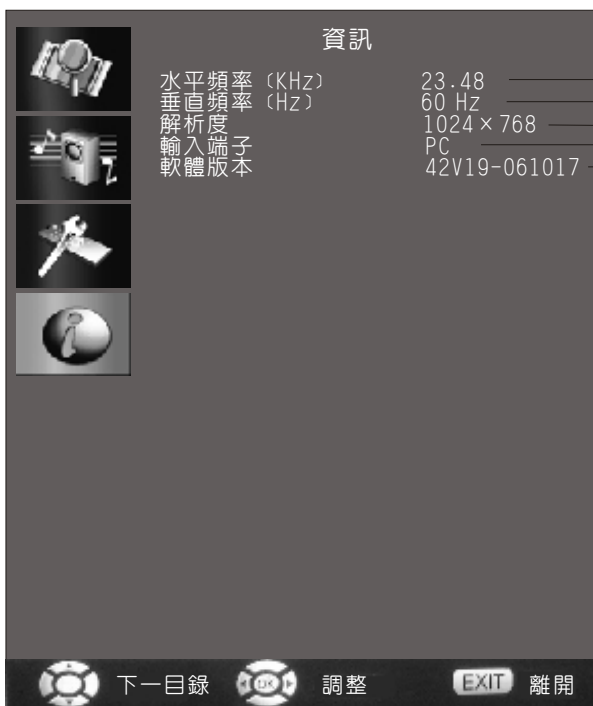 資訊
水平頻率〔KHz〕 23.48
垂直頻率〔Hz〕 60 Hz
解析度 1024×768
輸入端子 PC
軟體版本 42V19-061017
下一目錄 OK 調整 EXIT 離開